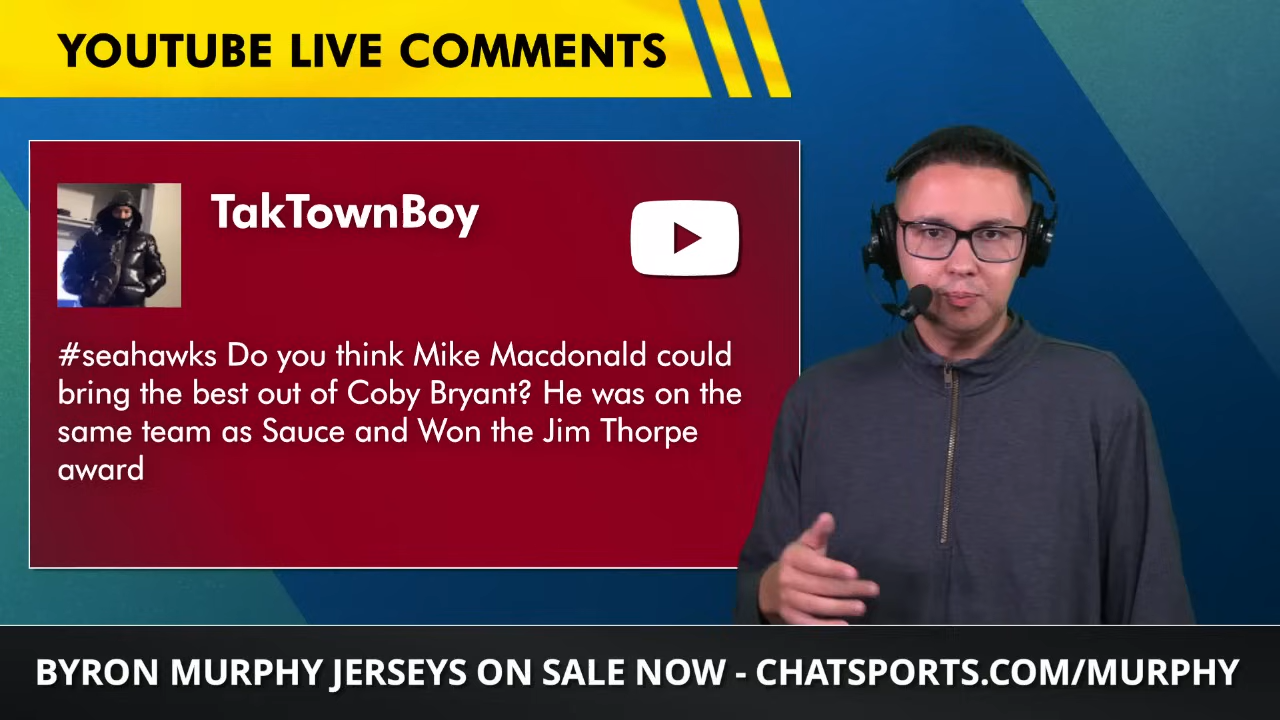 YOUTUBE LIVE COMMENTS
TakTownBoy
#seahawks Do you think Mike Macdonald could
bring the best out of Coby Bryant? He was on the
same team as Sauce and Won the Jim Thorpe
award
BYRON MURPHY JERSEYS ON SALE NOW - CHATSPORTS.COM/MURPHY